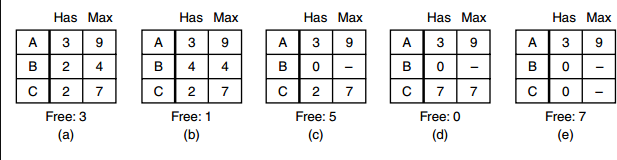 Has Max Has Max Has Max Has Max Has Max
A 3 9 A 3 9 A 3 9 A 3 9 A 3 9
B 2 4 B 4 4 B 0 – B 0 – B 0 –
C 2 7 C 2 7 C 2 7 C 7 7 C 0 –
Free: 3 Free: 1 Free: 5 Free: 0 Free: 7
(a) (b) (c) (d) (e)